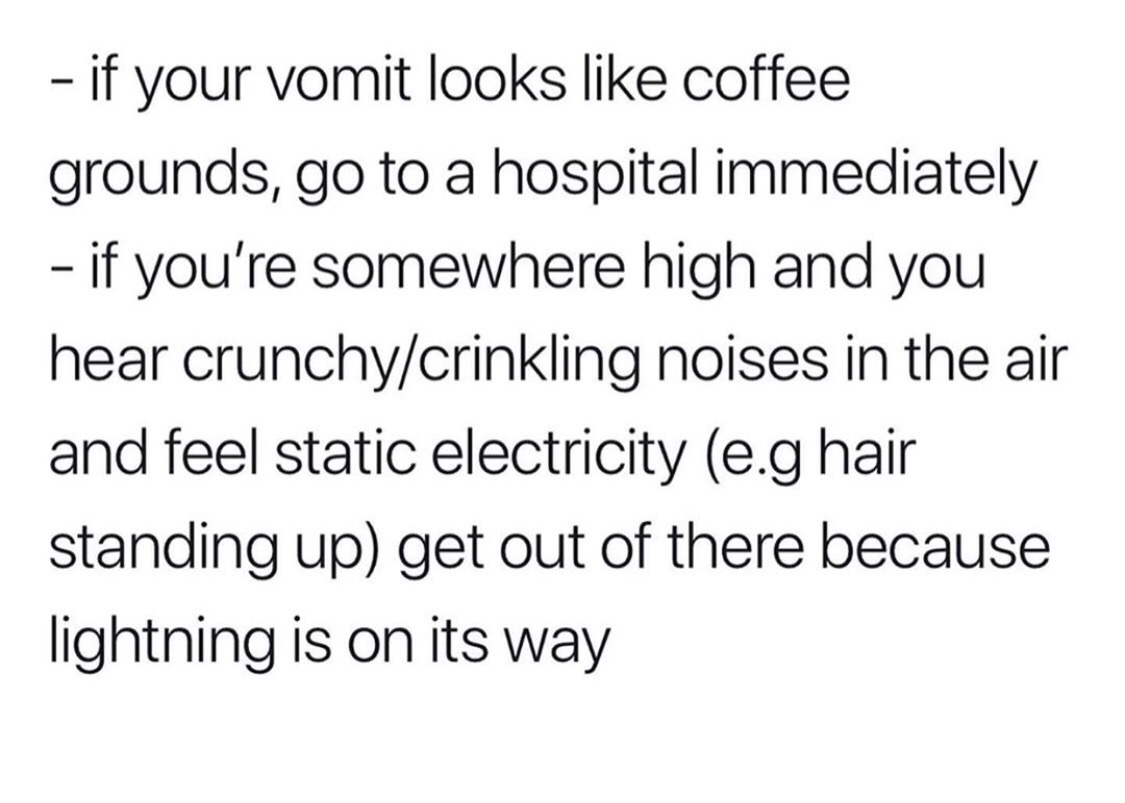 - if your vomit looks like coffee
grounds, go to a hospital immediately
- if you’re somewhere high and you
hear crunchy/crinkling noises in the air
and feel static electricity (e.g hair
standing up) get out of there because
lightning is on its way